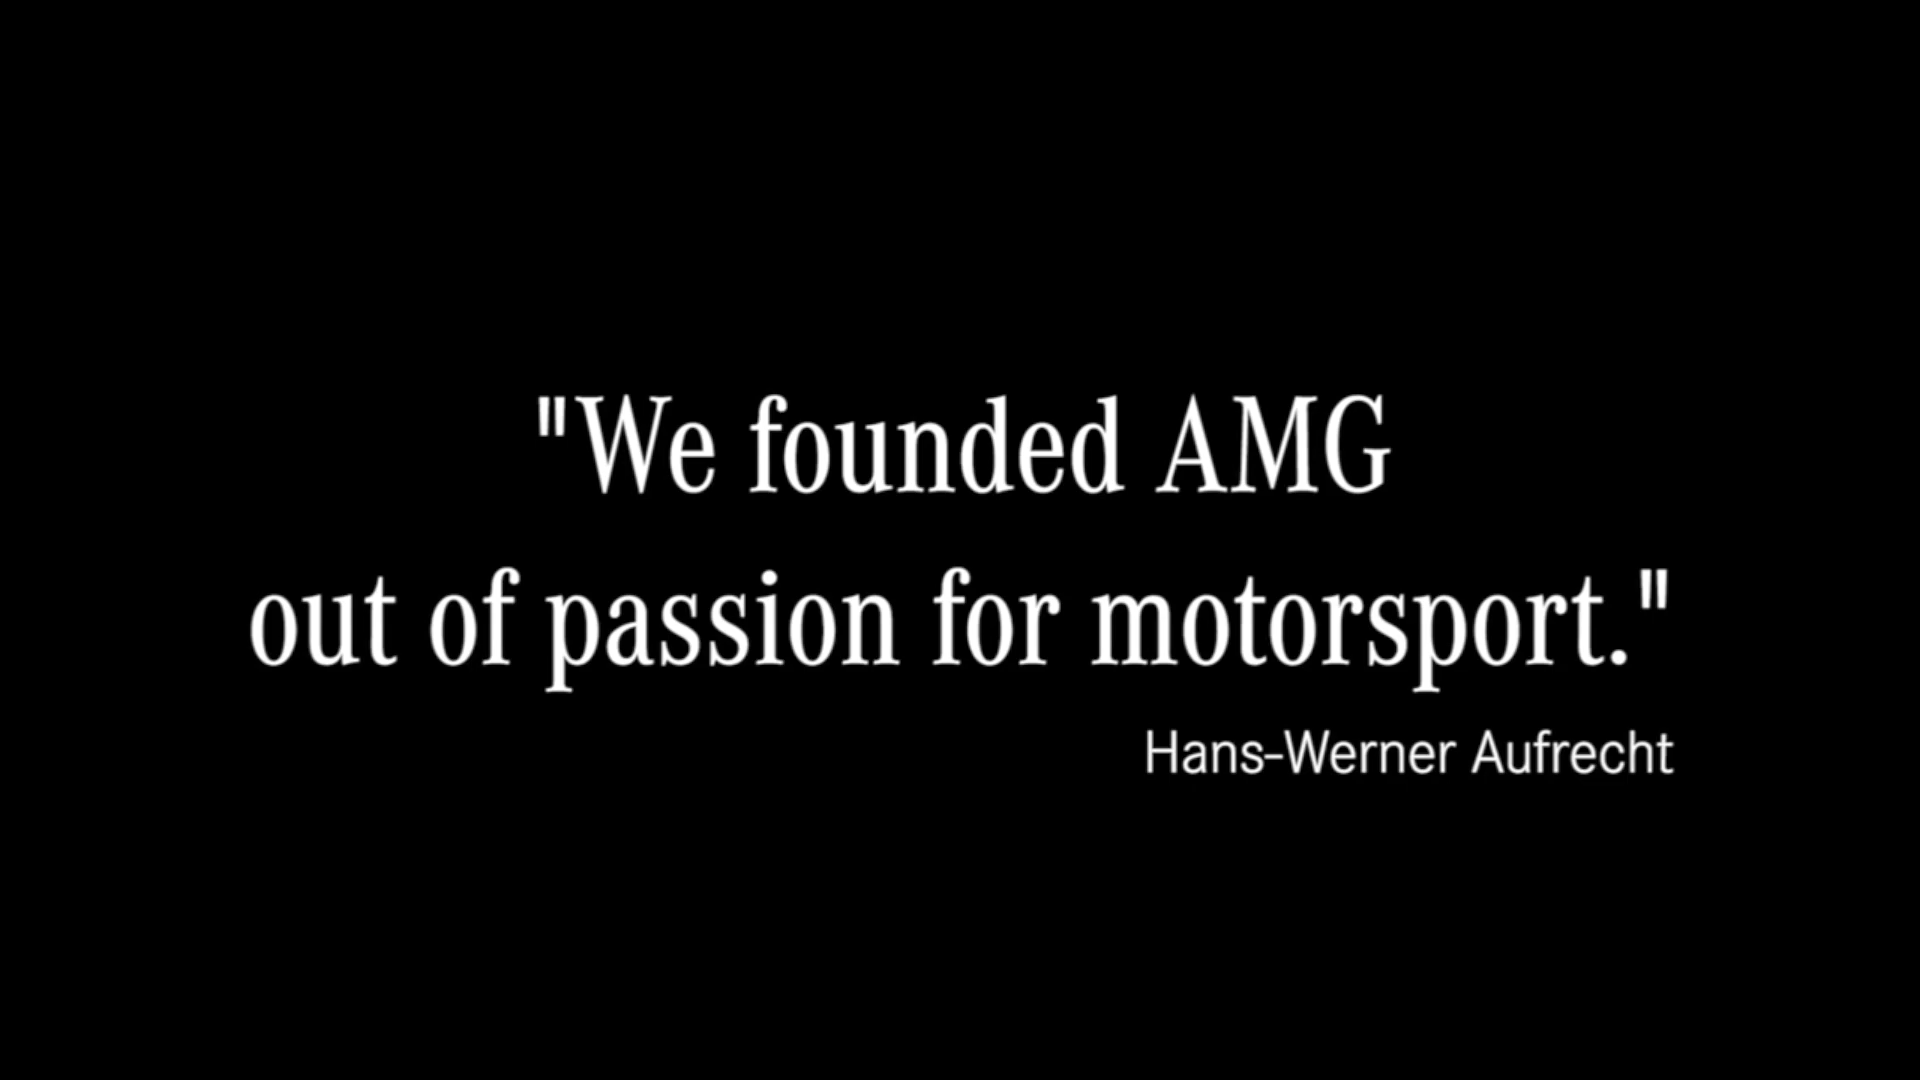 "We founded AMG
out of passion for motorsport."
Hans-Werner Aufrecht